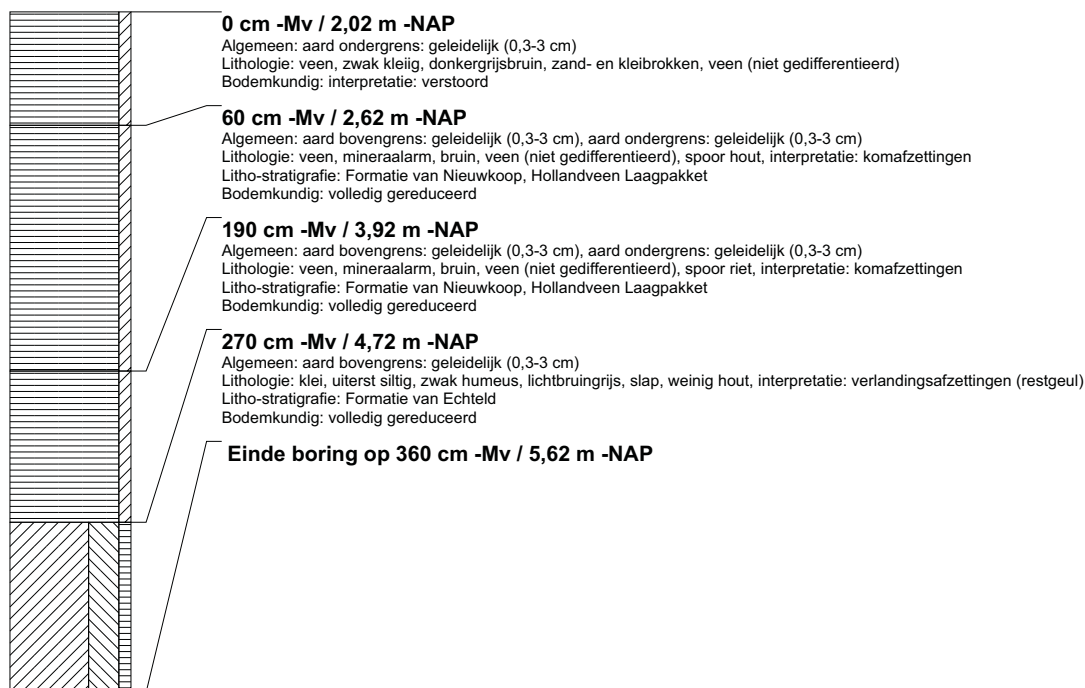 0 cm -Mv / 2,02 m -NAP
Algemeen: aard ondergrens: geleidelijk (0,3-3 cm)
Lithologie: veen, zwak kleiig, donkergrijsbruin, zand- en kleibrokken, veen (niet gedifferentieerd)
Bodemkundig: interpretatie: verstoord
60 cm -Mv / 2,62 m -NAP
Algemeen: aard bovengrens: geleidelijk (0,3-3 cm), aard ondergrens: geleidelijk (0,3-3 cm)
Lithologie: veen, mineraalarm, bruin, veen (niet gedifferentieerd), spoor hout, interpretatie: komafzettingen
Litho-stratigrafie: Formatie van Nieuwkoop, Hollandveen Laagpakket
Bodemkundig: volledig gereduceerd
190 cm -Mv / 3,92 m -NAP
Algemeen: aard bovengrens: geleidelijk (0,3-3 cm), aard ondergrens: geleidelijk (0,3-3 cm)
Lithologie: veen, mineraalarm, bruin, veen (niet gedifferentieerd), spoor riet, interpretatie: komafzettingen
Litho-stratigrafie: Formatie van Nieuwkoop, Hollandveen Laagpakket
Bodemkundig: volledig gereduceerd
270 cm -Mv / 4,72 m -NAP
Algemeen: aard bovengrens: geleidelijk (0,3-3 cm)
Lithologie: klei, uiterst siltig, zwak humeus, lichtbruingrijs, slap, weinig hout, interpretatie: verlandingsafzettingen (restgeul)
Litho-stratigrafie: Formatie van Echteld
Bodemkundig: volledig gereduceerd
Einde boring op 360 cm -Mv / 5,62 m -NAP